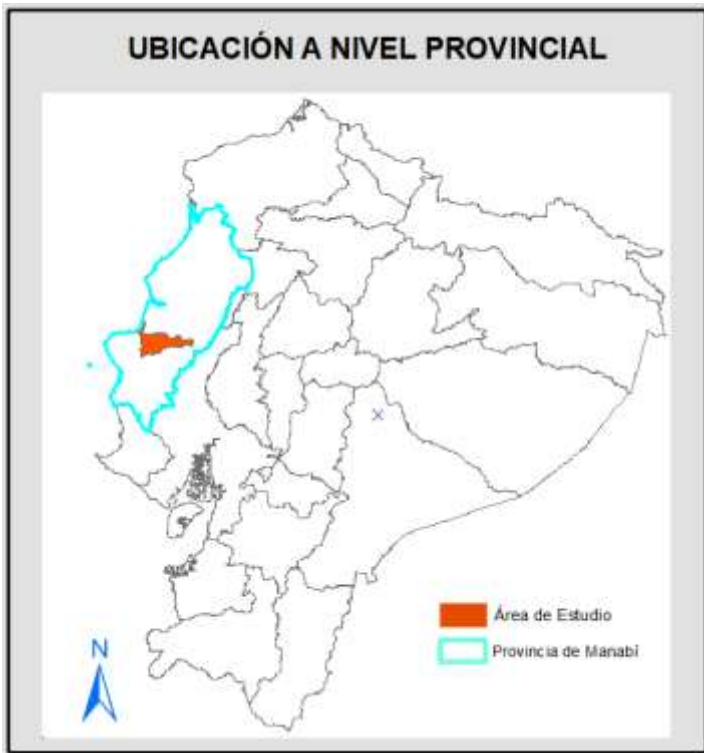 UBICACIÓN A NIVEL PROVINCIAL
Área de Estudio
Provincia de Manabí
N